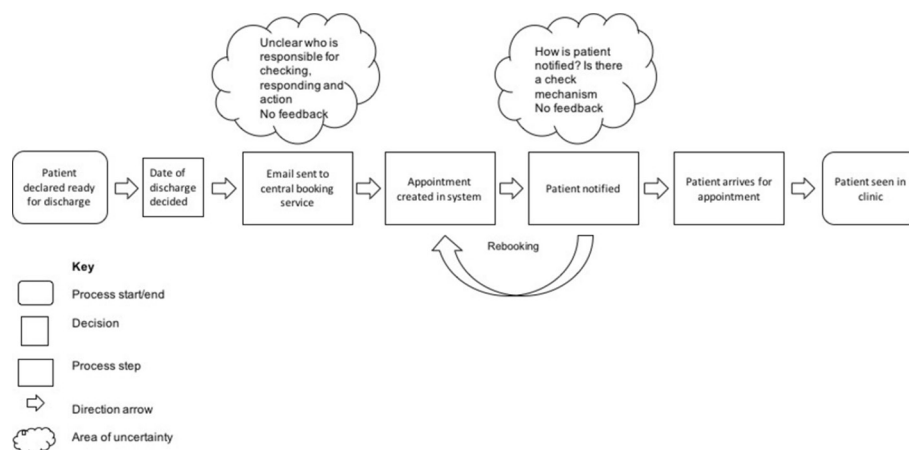 Unclear who is
responsible for
checking,
responding and
action
No feedback
How is patient
notified? Is there
a check
mechanism
No feedback
Patient
declared ready
for discharge
Date of
discharge
decided
Email sent to
central booking
service
Appointment
created in system
Patient notified
Patient arrives for
appointment
Patient seen in
clinic
Rebooking
Key
Process start/end
Decision
Process step
Direction arrow
Area of uncertainty